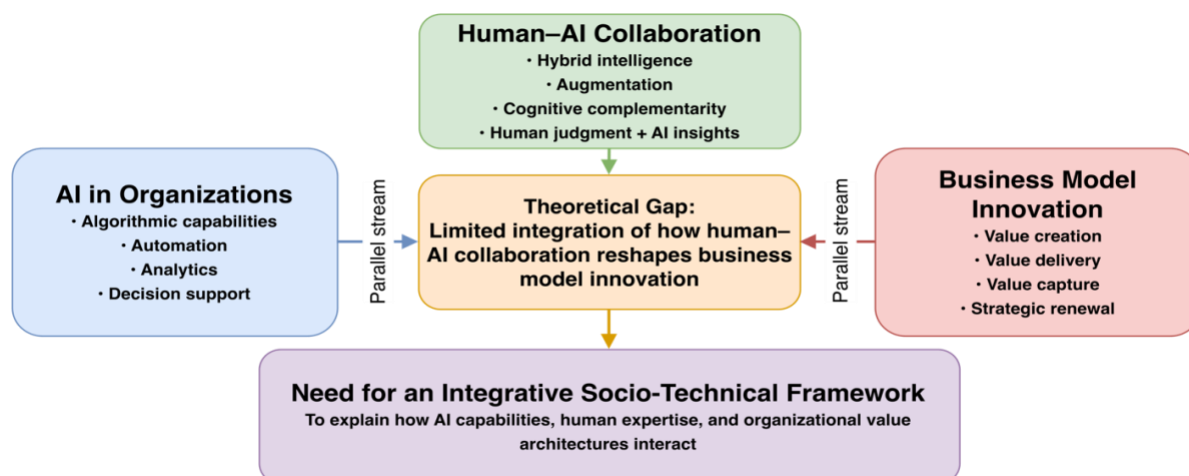 Human–AI Collaboration
· Hybrid intelligence
· Augmentation
· Cognitive complementarity
· Human judgment + AI insights
AI in Organizations
· Algorithmic capabilities
· Automation
· Analytics
· Decision support
Parallel stream
Theoretical Gap:
Limited integration of how human–
AI collaboration reshapes business
model innovation
Parallel stream
Business Model
Innovation
· Value creation
· Value delivery
· Value capture
· Strategic renewal
Need for an Integrative Socio-Technical Framework
To explain how AI capabilities, human expertise, and organizational value
architectures interact